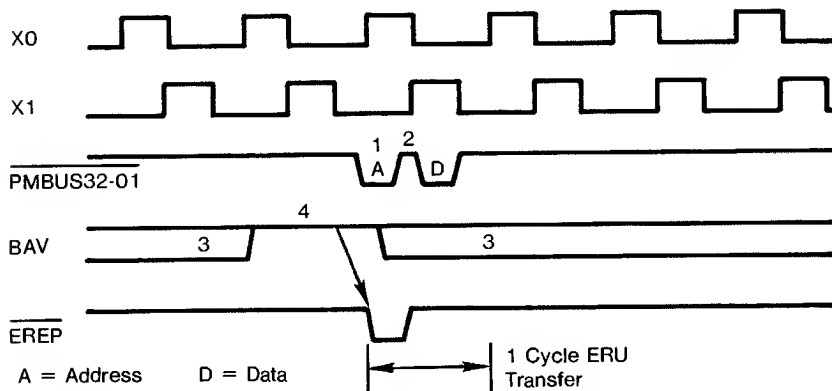 X0
X1
1 2
A D
PMBUS32-01
4
BAV 3 3
EREP
A = Address D = Data
1 Cycle ERU
Transfer